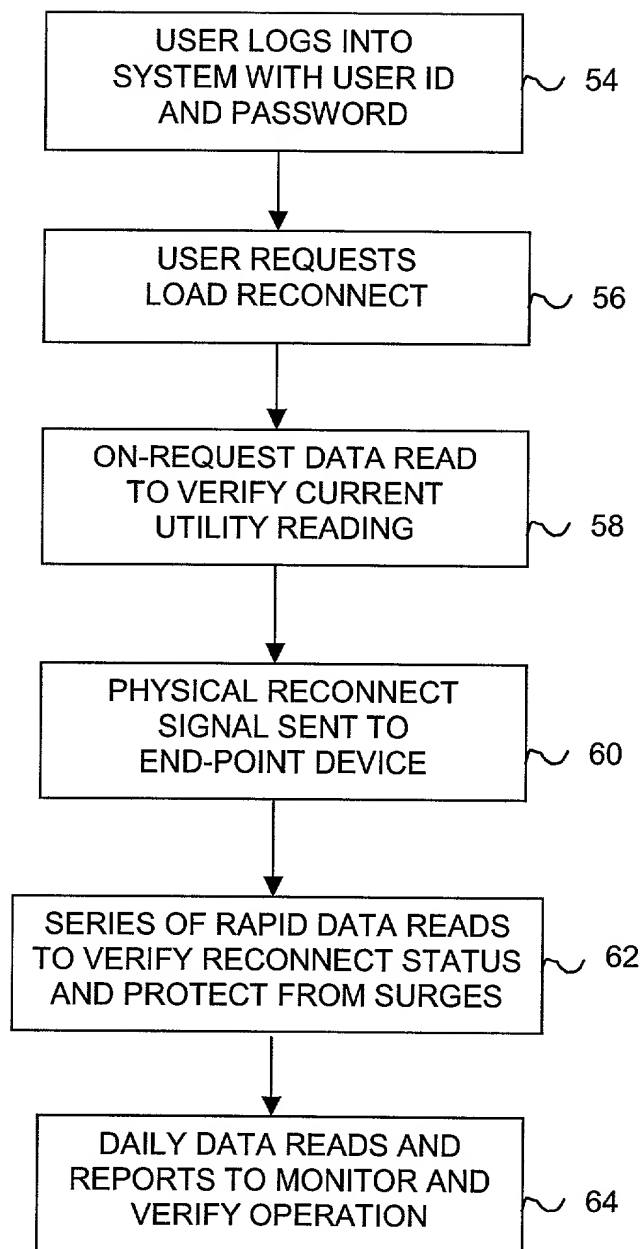 USER LOGS INTO
SYSTEM WITH USER ID
AND PASSWORD
54
USER REQUESTS
LOAD RECONNECT
56
ON-REQUEST DATA READ
TO VERIFY CURRENT
UTILITY READING
58
PHYSICAL RECONNECT
SIGNAL SENT TO
END-POINT DEVICE
60
SERIES OF RAPID DATA READS
TO VERIFY RECONNECT STATUS
AND PROTECT FROM SURGES
62
DAILY DATA READS AND
REPORTS TO MONITOR AND
VERIFY OPERATION
64